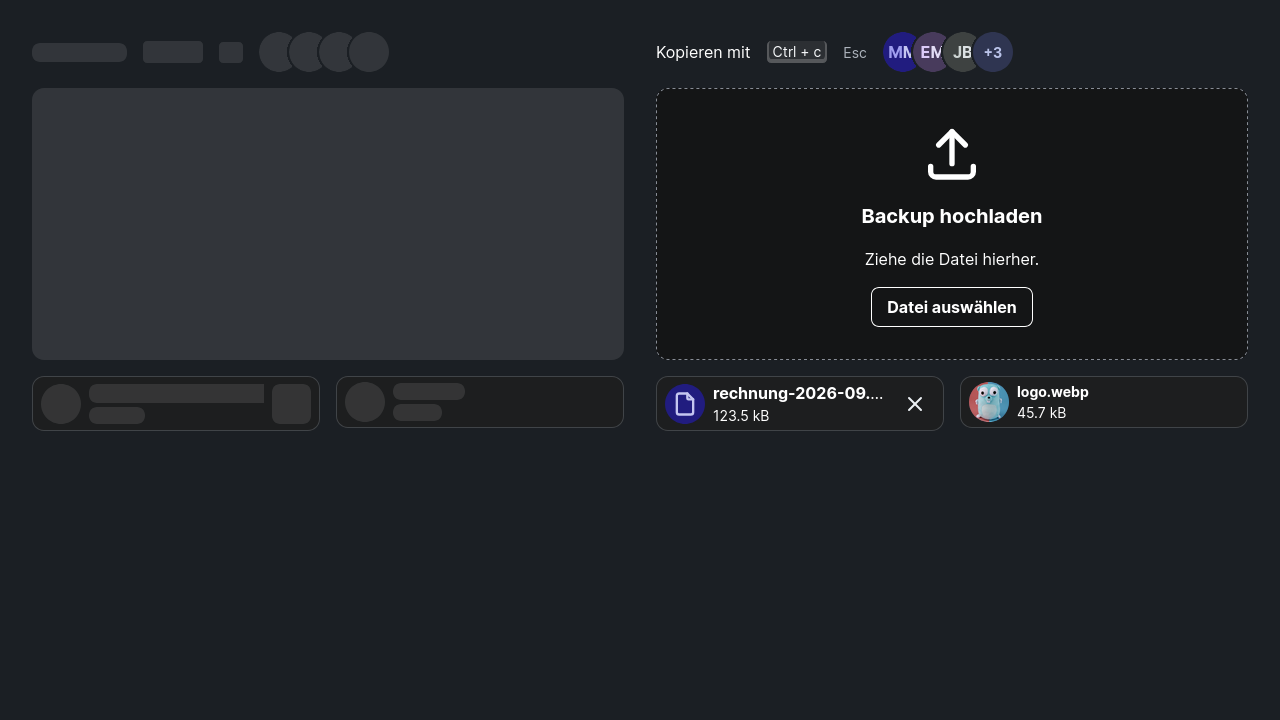 Kopieren mit Ctrl + c Esc MM EM JB +3
Backup hochladen
Ziehe die Datei hierher.
Datei auswählen
rechnung-2026-09.…
123.5 kB
logo.webp
45.7 kB